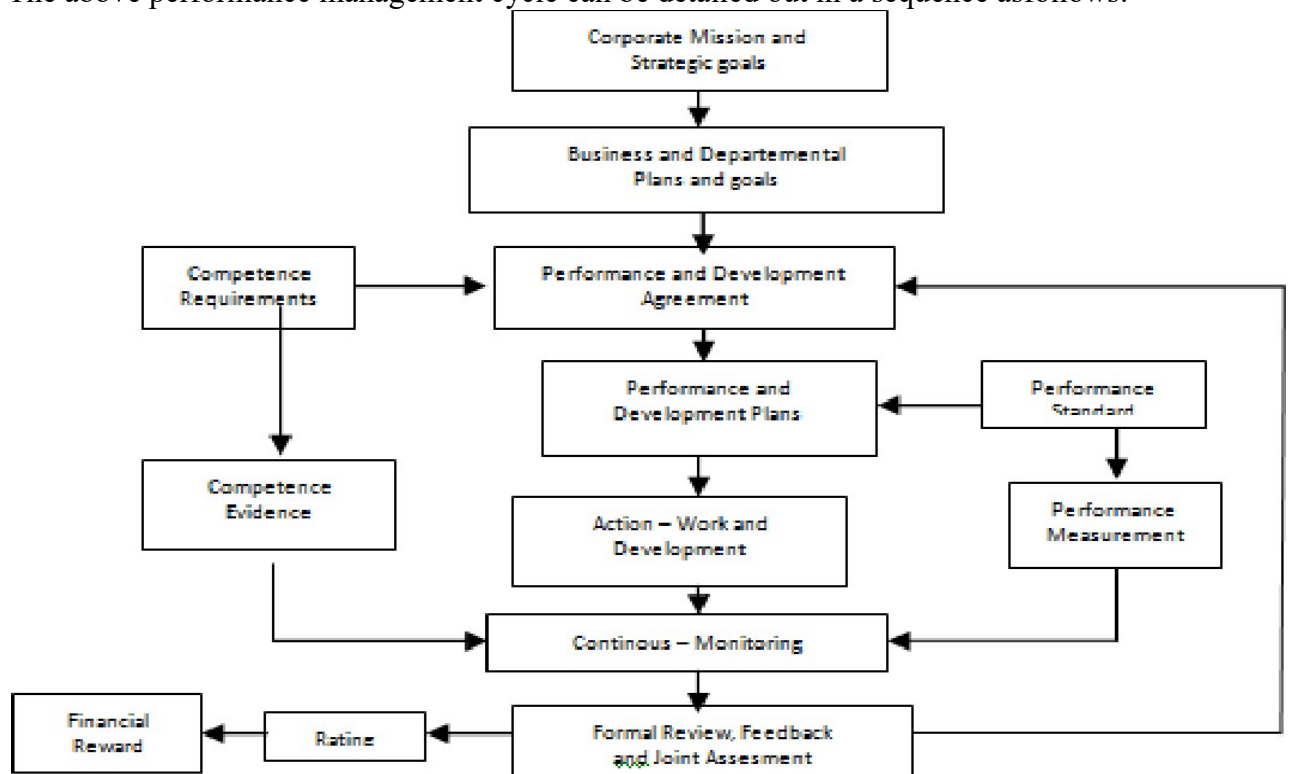 The above performance management cycle can be detailed out in a sequence asfollows:
Corporate Mission and
Strategic goals
Business and Departemental
Plans and goals
Competence
Requirements
Performance and Development
Agreement
Performance and
Development Plans
Performance
Standard
Competence
Evidence
Action – Work and
Development
Performance
Measurement
Continous – Monitoring
Financial
Reward
Ratine
Formal Review, Feedback
and Joint Assesment